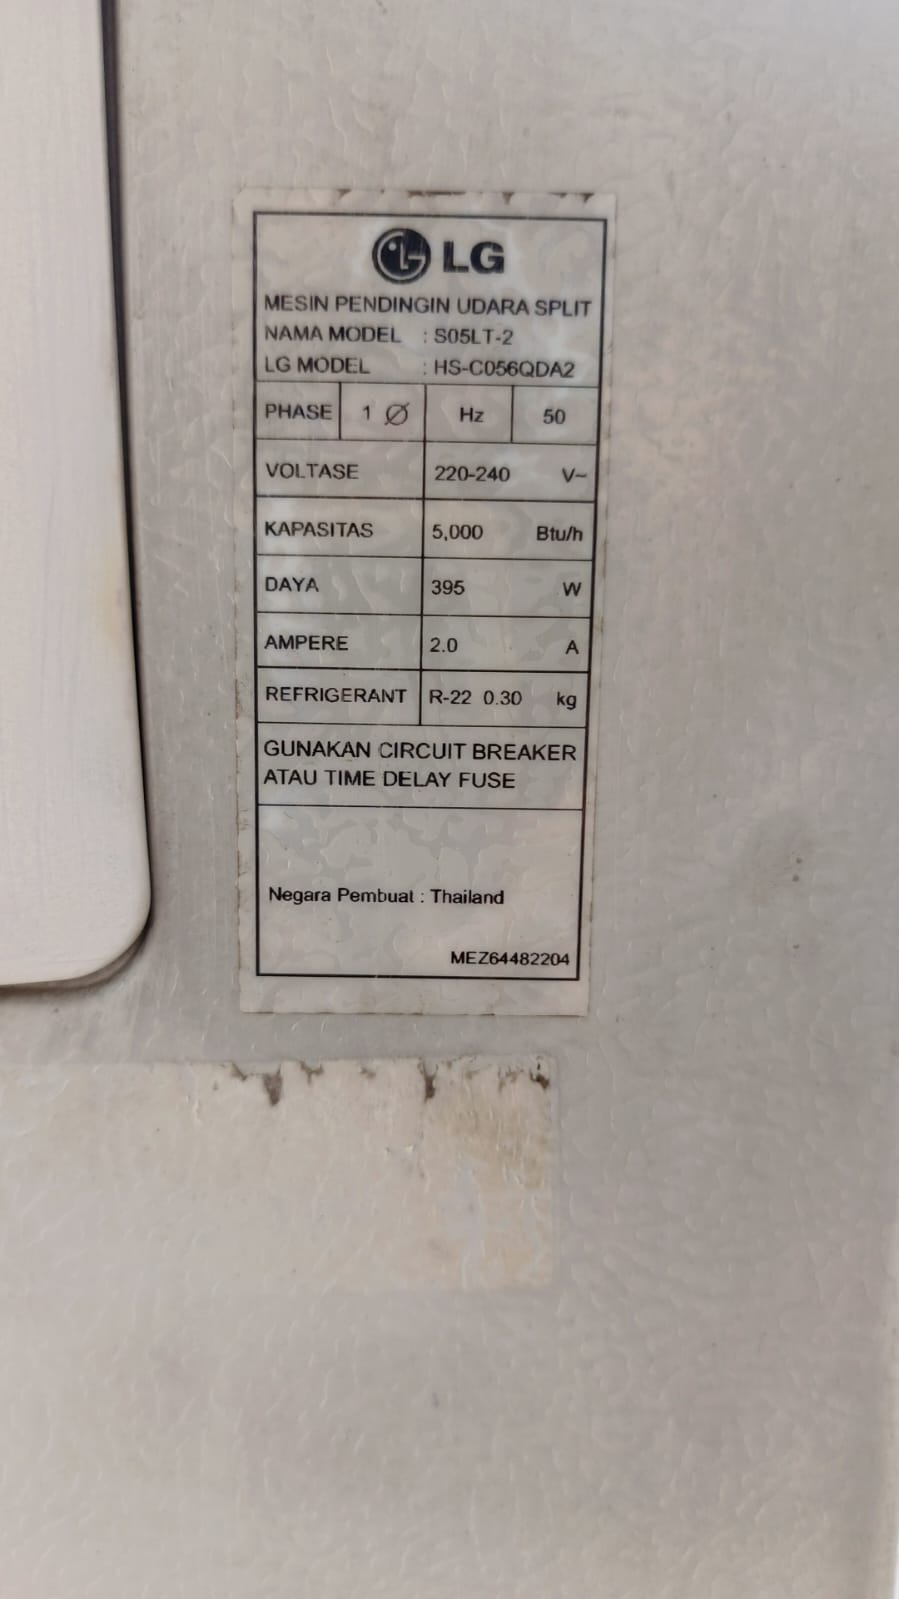 LG
MESIN PENDINGIN UDARA SPLIT
NAMA MODEL : S05LT-2
LG MODEL : HS-C056QDA2
PHASE 1 Ø Hz 50
VOLTASE 220-240 V~
KAPASITAS 5,000 Btu/h
DAYA 395 W
AMPERE 2.0 A
REFRIGERANT R-22 0.30 kg
GUNAKAN CIRCUIT BREAKER
ATAU TIME DELAY FUSE
Negara Pembuat : Thailand
MEZ64482204